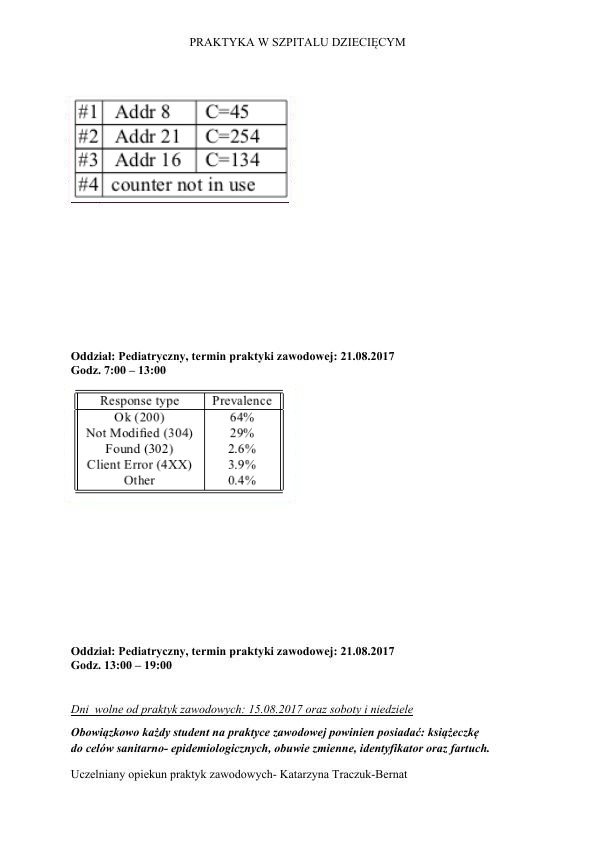 PRAKTYKA W SZPITALU DZIECIĘCYM
#1 Addr 8 C=45
#2 Addr 21 C=254
#3 Addr 16 C=134
#4 counter not in use
Oddział: Pediatryczny, termin praktyki zawodowej: 21.08.2017
Godz. 7:00 – 13:00
Response type Prevalence
Ok (200) 64%
Not Modified (304) 29%
Found (302) 2.6%
Client Error (4XX) 3.9%
Other 0.4%
Oddział: Pediatryczny, termin praktyki zawodowej: 21.08.2017
Godz. 13:00 – 19:00
Dni wolne od praktyk zawodowych: 15.08.2017 oraz soboty i niedziele
Obowiązkowo każdy student na praktyce zawodowej powinien posiadać: książeczkę
do celów sanitarno- epidemiologicznych, obuwie zmienne, identyfikator oraz fartuch.
Uczelniany opiekun praktyk zawodowych- Katarzyna Traczuk-Bernat